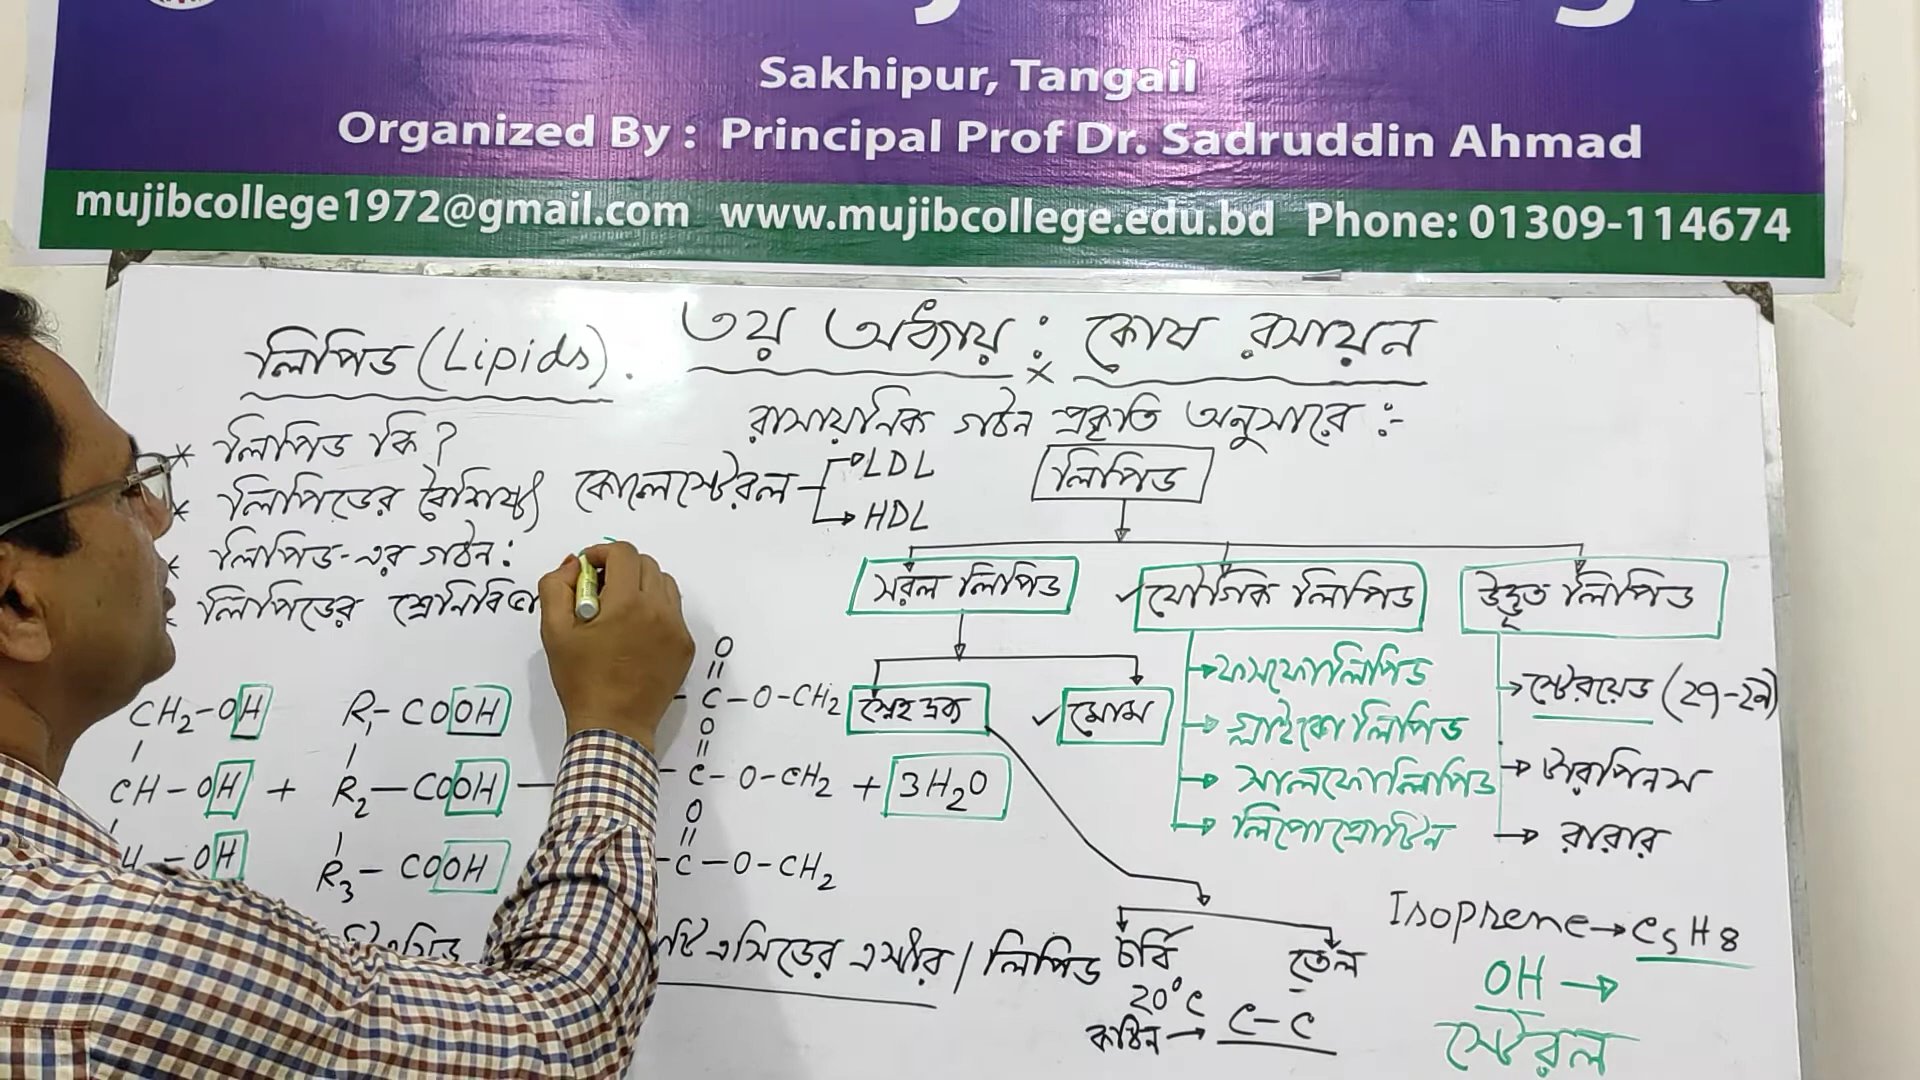 Sakhipur, Tangail
Organized By : Principal Prof Dr. Sadruddin Ahmad
mujibcollege1972@gmail.com www.mujibcollege.edu.bd Phone: 01309-114674
৩য় অধ্যায় : কোষ রসায়ন
লিপিড (Lipids).
* লিপিড কি?
* লিপিডের বৈশিষ্ট্য
* লিপিড-এর গঠন:
* লিপিডের শ্রেনিবিভা
কোলেস্টেরল
LDL
HDL
রাসায়নিক গঠন প্রকৃতি অনুসারে :-
লিপিড
সরল লিপিড
যৌগিক লিপিড
উদ্ভূত লিপিড
স্নেহ দ্রব্য
মোম
ফসফোলিপিড
গ্লাইকোলিপিড
সালফোলিপিড
লিপোপ্রোটিন
স্টেরয়েড (২৭-২৯)
টারপিনস
রাবার
CH2-OH
CH-OH +
-OH
R1-COOH
R2-COOH
R3-COOH
O
C-O-CH2
O
C-O-CH2 + 3H2O
O
C-O-CH2
টি এসিডের এস্টার / লিপিড
চর্বি
তেল
20°C
কঠিন → C-C
Isoprene → C5H8
OH →
স্টেরল